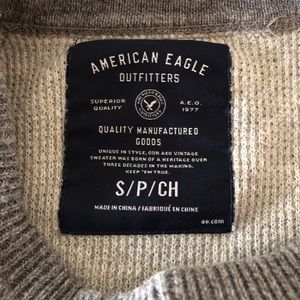 AMERICAN EAGLE
OUTFITTERS
SUPERIOR QUALITY
A.E.O. 1977
QUALITY MANUFACTURED
GOODS
UNIQUE IN STYLE, OUR AEO VINTAGE
SWEATER WAS BORN OF A HERITAGE OVER
THREE DECADES IN THE MAKING.
KEEP 'EM TRUE.
S/P/CH
MADE IN CHINA / FABRIQUÉ EN CHINE
ae.com